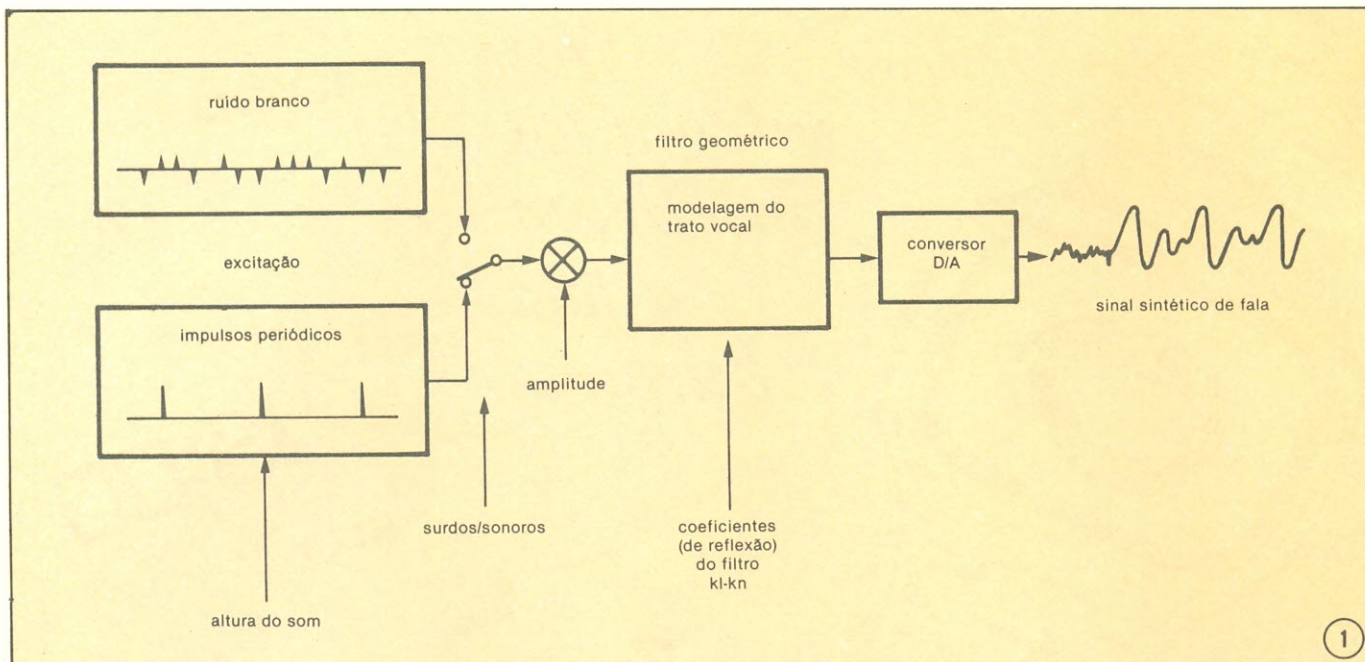 ruído branco
excitação
impulsos periódicos
altura do som
surdos/sonoros
amplitude
filtro geométrico
modelagem do
trato vocal
coeficientes
(de reflexão)
do filtro
kl-kn
conversor
D/A
sinal sintético de fala
1